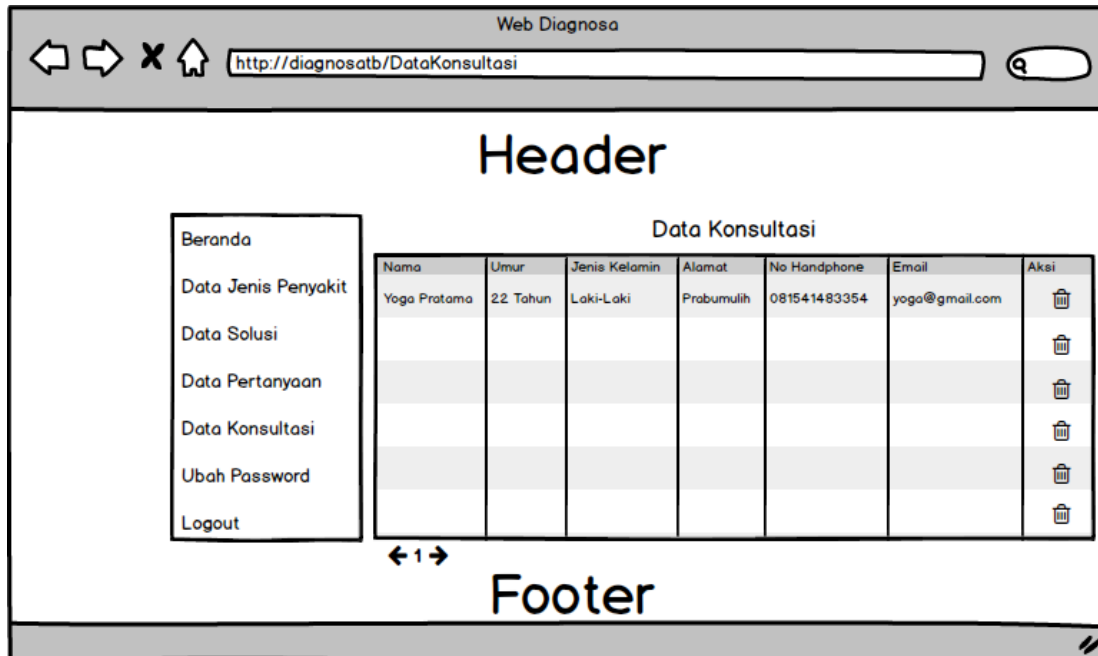 Web Diagnosa
http://diagnosatb/DataKonsultasi
Header
Beranda
Data Jenis Penyakit
Data Solusi
Data Pertanyaan
Data Konsultasi
Ubah Password
Logout
Data Konsultasi
Nama Umur Jenis Kelamin Alamat No Handphone Email Aksi
Yoga Pratama 22 Tahun Laki-Laki Prabumulih 081541483354 yoga@gmail.com
1
Footer